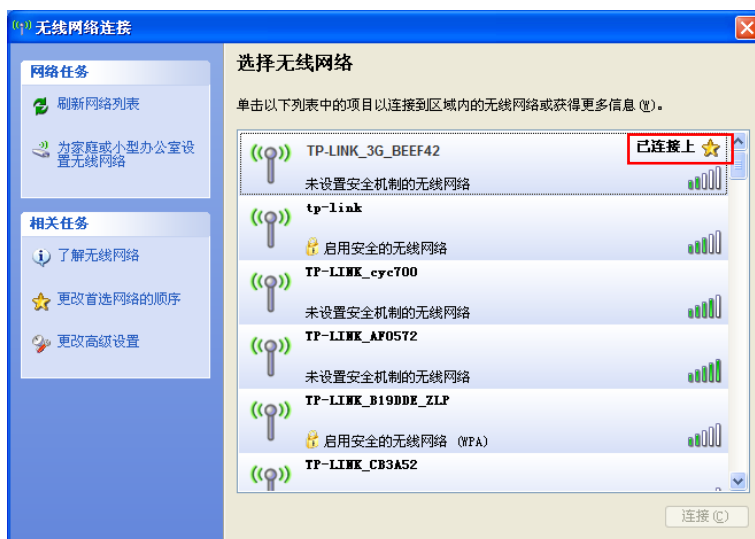 无线网络连接
网络任务
刷新网络列表
为家庭或小型办公室设
置无线网络
相关任务
了解无线网络
更改首选网络的顺序
更改高级设置
选择无线网络
单击以下列表中的项目以连接到区域内的无线网络或获得更多信息(W)。
TP-LINK_3G_BEEF42
已连接上
未设置安全机制的无线网络
tp-link
启用安全的无线网络
TP-LINK_cyc700
未设置安全机制的无线网络
TP-LINK_AF0572
未设置安全机制的无线网络
TP-LINK_B19DDE_ZLP
启用安全的无线网络 (WPA)
TP-LINK_CB3A52
连接(C)